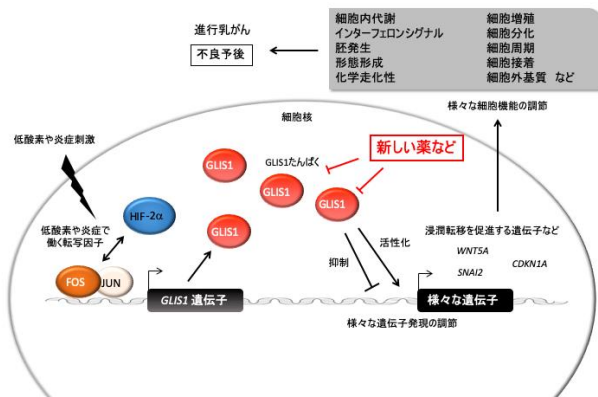 進行乳がん
不良予後
細胞内代謝
インターフェロンシグナル
胚発生
形態形成
化学走化性
細胞増殖
細胞分化
細胞周期
細胞接着
細胞外基質 など
細胞核
様々な細胞機能の調節
低酸素や炎症刺激
GLIS1
GLIS1たんぱく
GLIS1
GLIS1
新しい薬など
低酸素や炎症で
働く転写因子
HIF-2α
GLIS1
FOS
JUN
GLIS1 遺伝子
抑制
活性化
浸潤転移を促進する遺伝子など
WNT5A
SNAI2
CDKN1A
様々な遺伝子
様々な遺伝子発現の調節